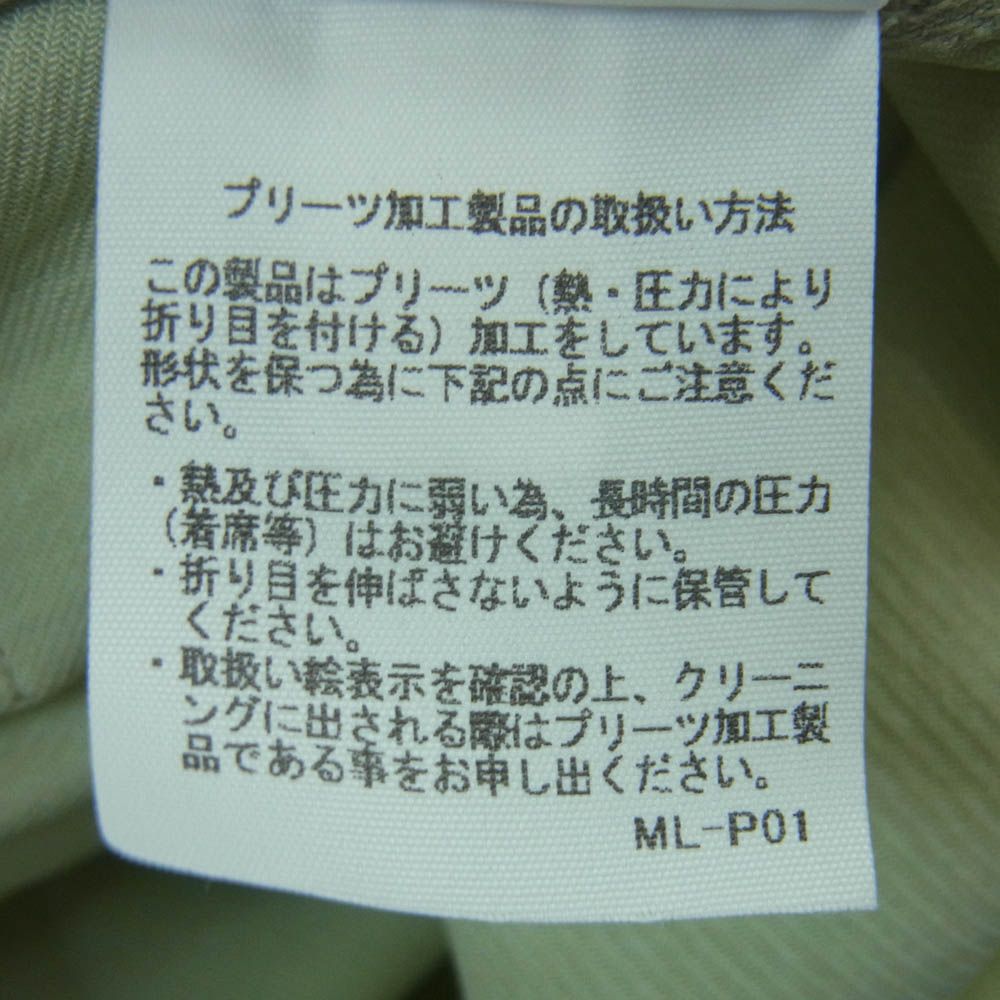 プリーツ加工製品の取扱い方法
この製品はプリーツ（熱・圧力により
折り目を付ける）加工をしています。
形状を保つ為に下記の点にご注意くだ
さい。
・熱及び圧力に弱い為、長時間の圧力
（着席等）はお避けください。
・折り目を伸ばさないように保管して
ください。
・取扱い絵表示を確認の上、クリーニ
ングに出される際はプリーツ加工製
品である事をお申し出ください。
ML-P01